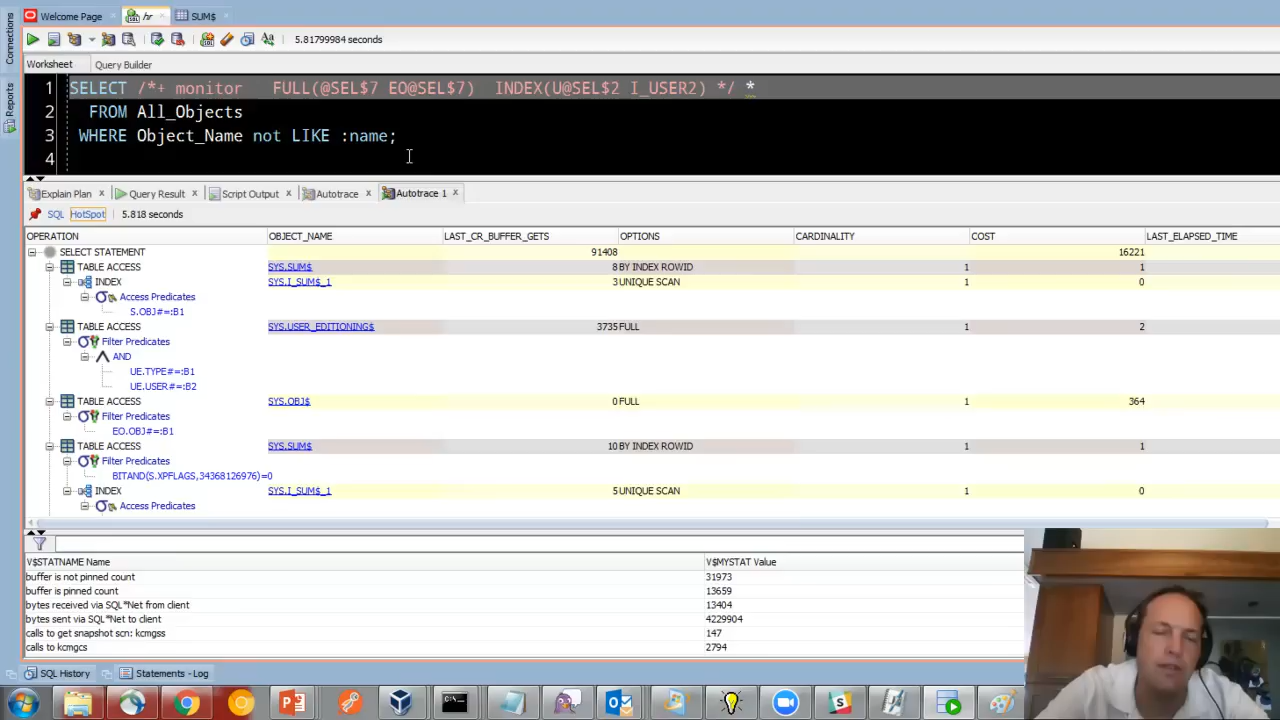 Welcome Page hr SUM$
5.81799984 seconds
Connections
Reports
Worksheet Query Builder
1 SELECT /*+ monitor FULL(@SEL$7 EO@SEL$7) INDEX(U@SEL$2 I_USER2) */ *
2 FROM All_Objects
3 WHERE Object_Name not LIKE :name;
4
Explain Plan Query Result Script Output Autotrace Autotrace 1
SQL HotSpot 5.818 seconds
OPERATION OBJECT_NAME LAST_CR_BUFFER_GETS OPTIONS CARDINALITY COST LAST_ELAPSED_TIME
SELECT STATEMENT 91408 16221
TABLE ACCESS SYS.SUM$ 8 BY INDEX ROWID 1 1
INDEX SYS.I_SUM$_1 3 UNIQUE SCAN 1 0
Access Predicates
S.OBJ#=:B1
TABLE ACCESS SYS.USER_EDITIONING$ 3735 FULL 1 2
Filter Predicates
AND
UE.TYPE#=:B1
UE.USER#=:B2
TABLE ACCESS SYS.OBJ$ 0 FULL 1 364
Filter Predicates
EO.OBJ#=:B1
TABLE ACCESS SYS.SUM$ 10 BY INDEX ROWID 1 1
Filter Predicates
BITAND(S.XPFLAGS,34368126976)=0
INDEX SYS.I_SUM$_1 5 UNIQUE SCAN 1 0
Access Predicates
V$STATNAME Name V$MYSTAT Value
buffer is not pinned count 31973
buffer is pinned count 13659
bytes received via SQL*Net from client 13404
bytes sent via SQL*Net to client 4229904
calls to get snapshot scn: kcmgss 147
calls to kcmgcs 2794
SQL History Statements - Log